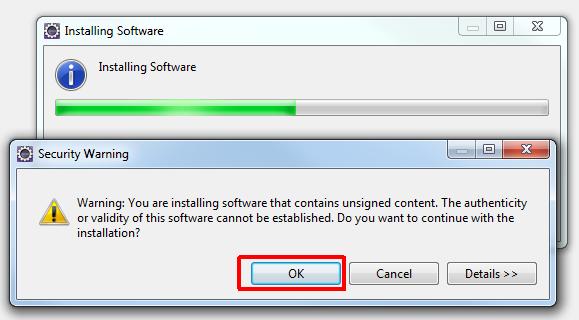 Installing Software
Installing Software
Security Warning
Warning: You are installing software that contains unsigned content. The authenticity
or validity of this software cannot be established. Do you want to continue with the
installation?
OK Cancel Details >>